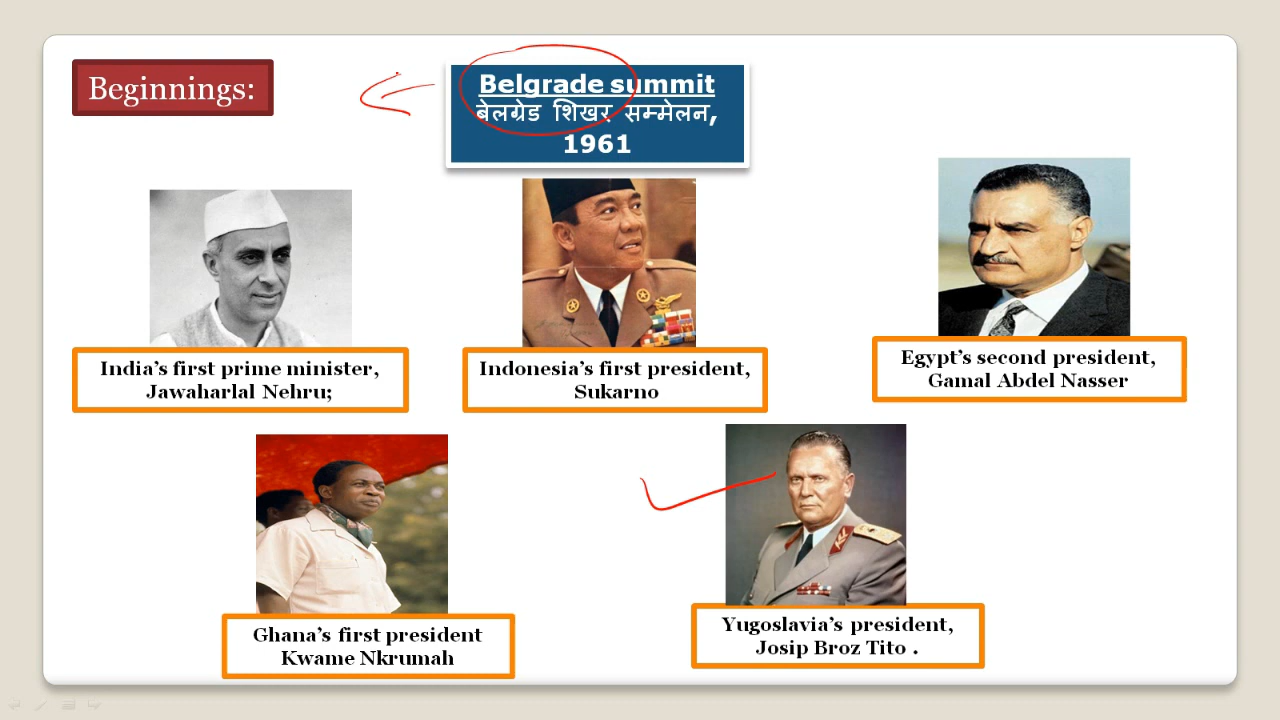 Beginnings:
Belgrade summit
बेलग्रेड शिखर सम्मेलन,
1961
India’s first prime minister,
Jawaharlal Nehru;
Indonesia’s first president,
Sukarno
Egypt’s second president,
Gamal Abdel Nasser
Ghana’s first president
Kwame Nkrumah
Yugoslavia’s president,
Josip Broz Tito .